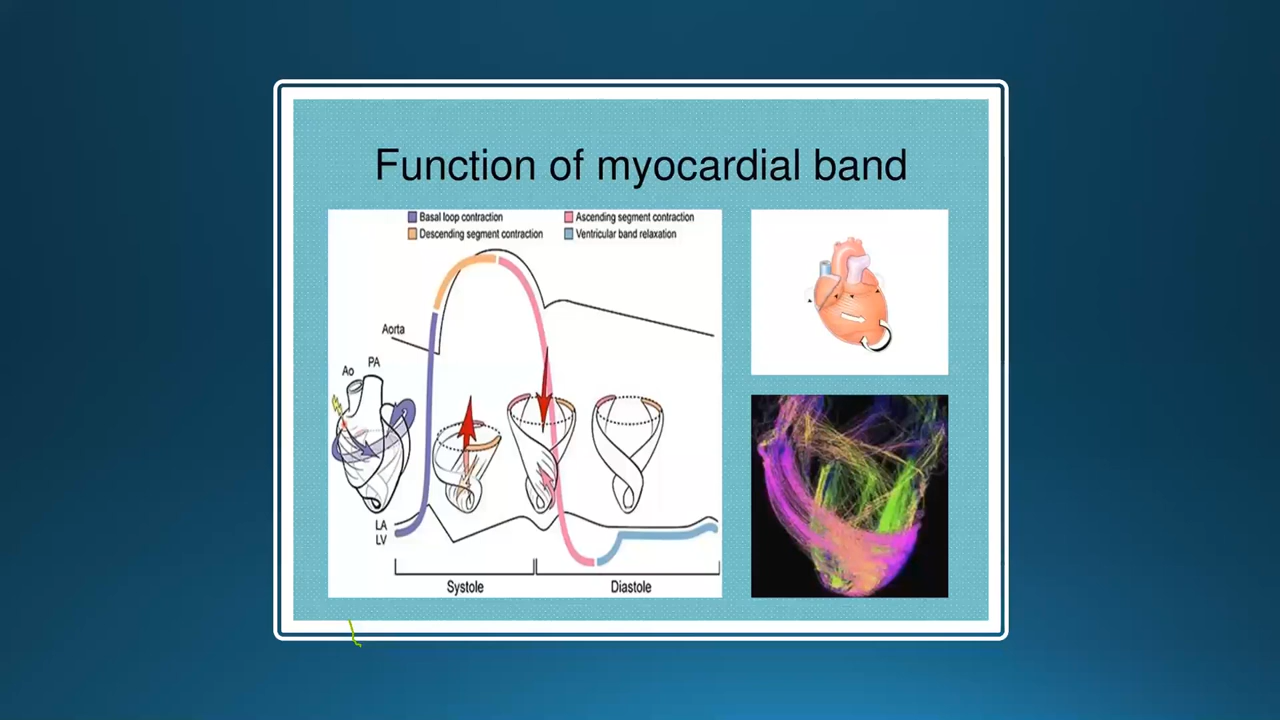 Function of myocardial band
Basal loop contraction
Ascending segment contraction
Descending segment contraction
Ventricular band relaxation
Aorta
Ao
PA
LA
LV
Systole
Diastole